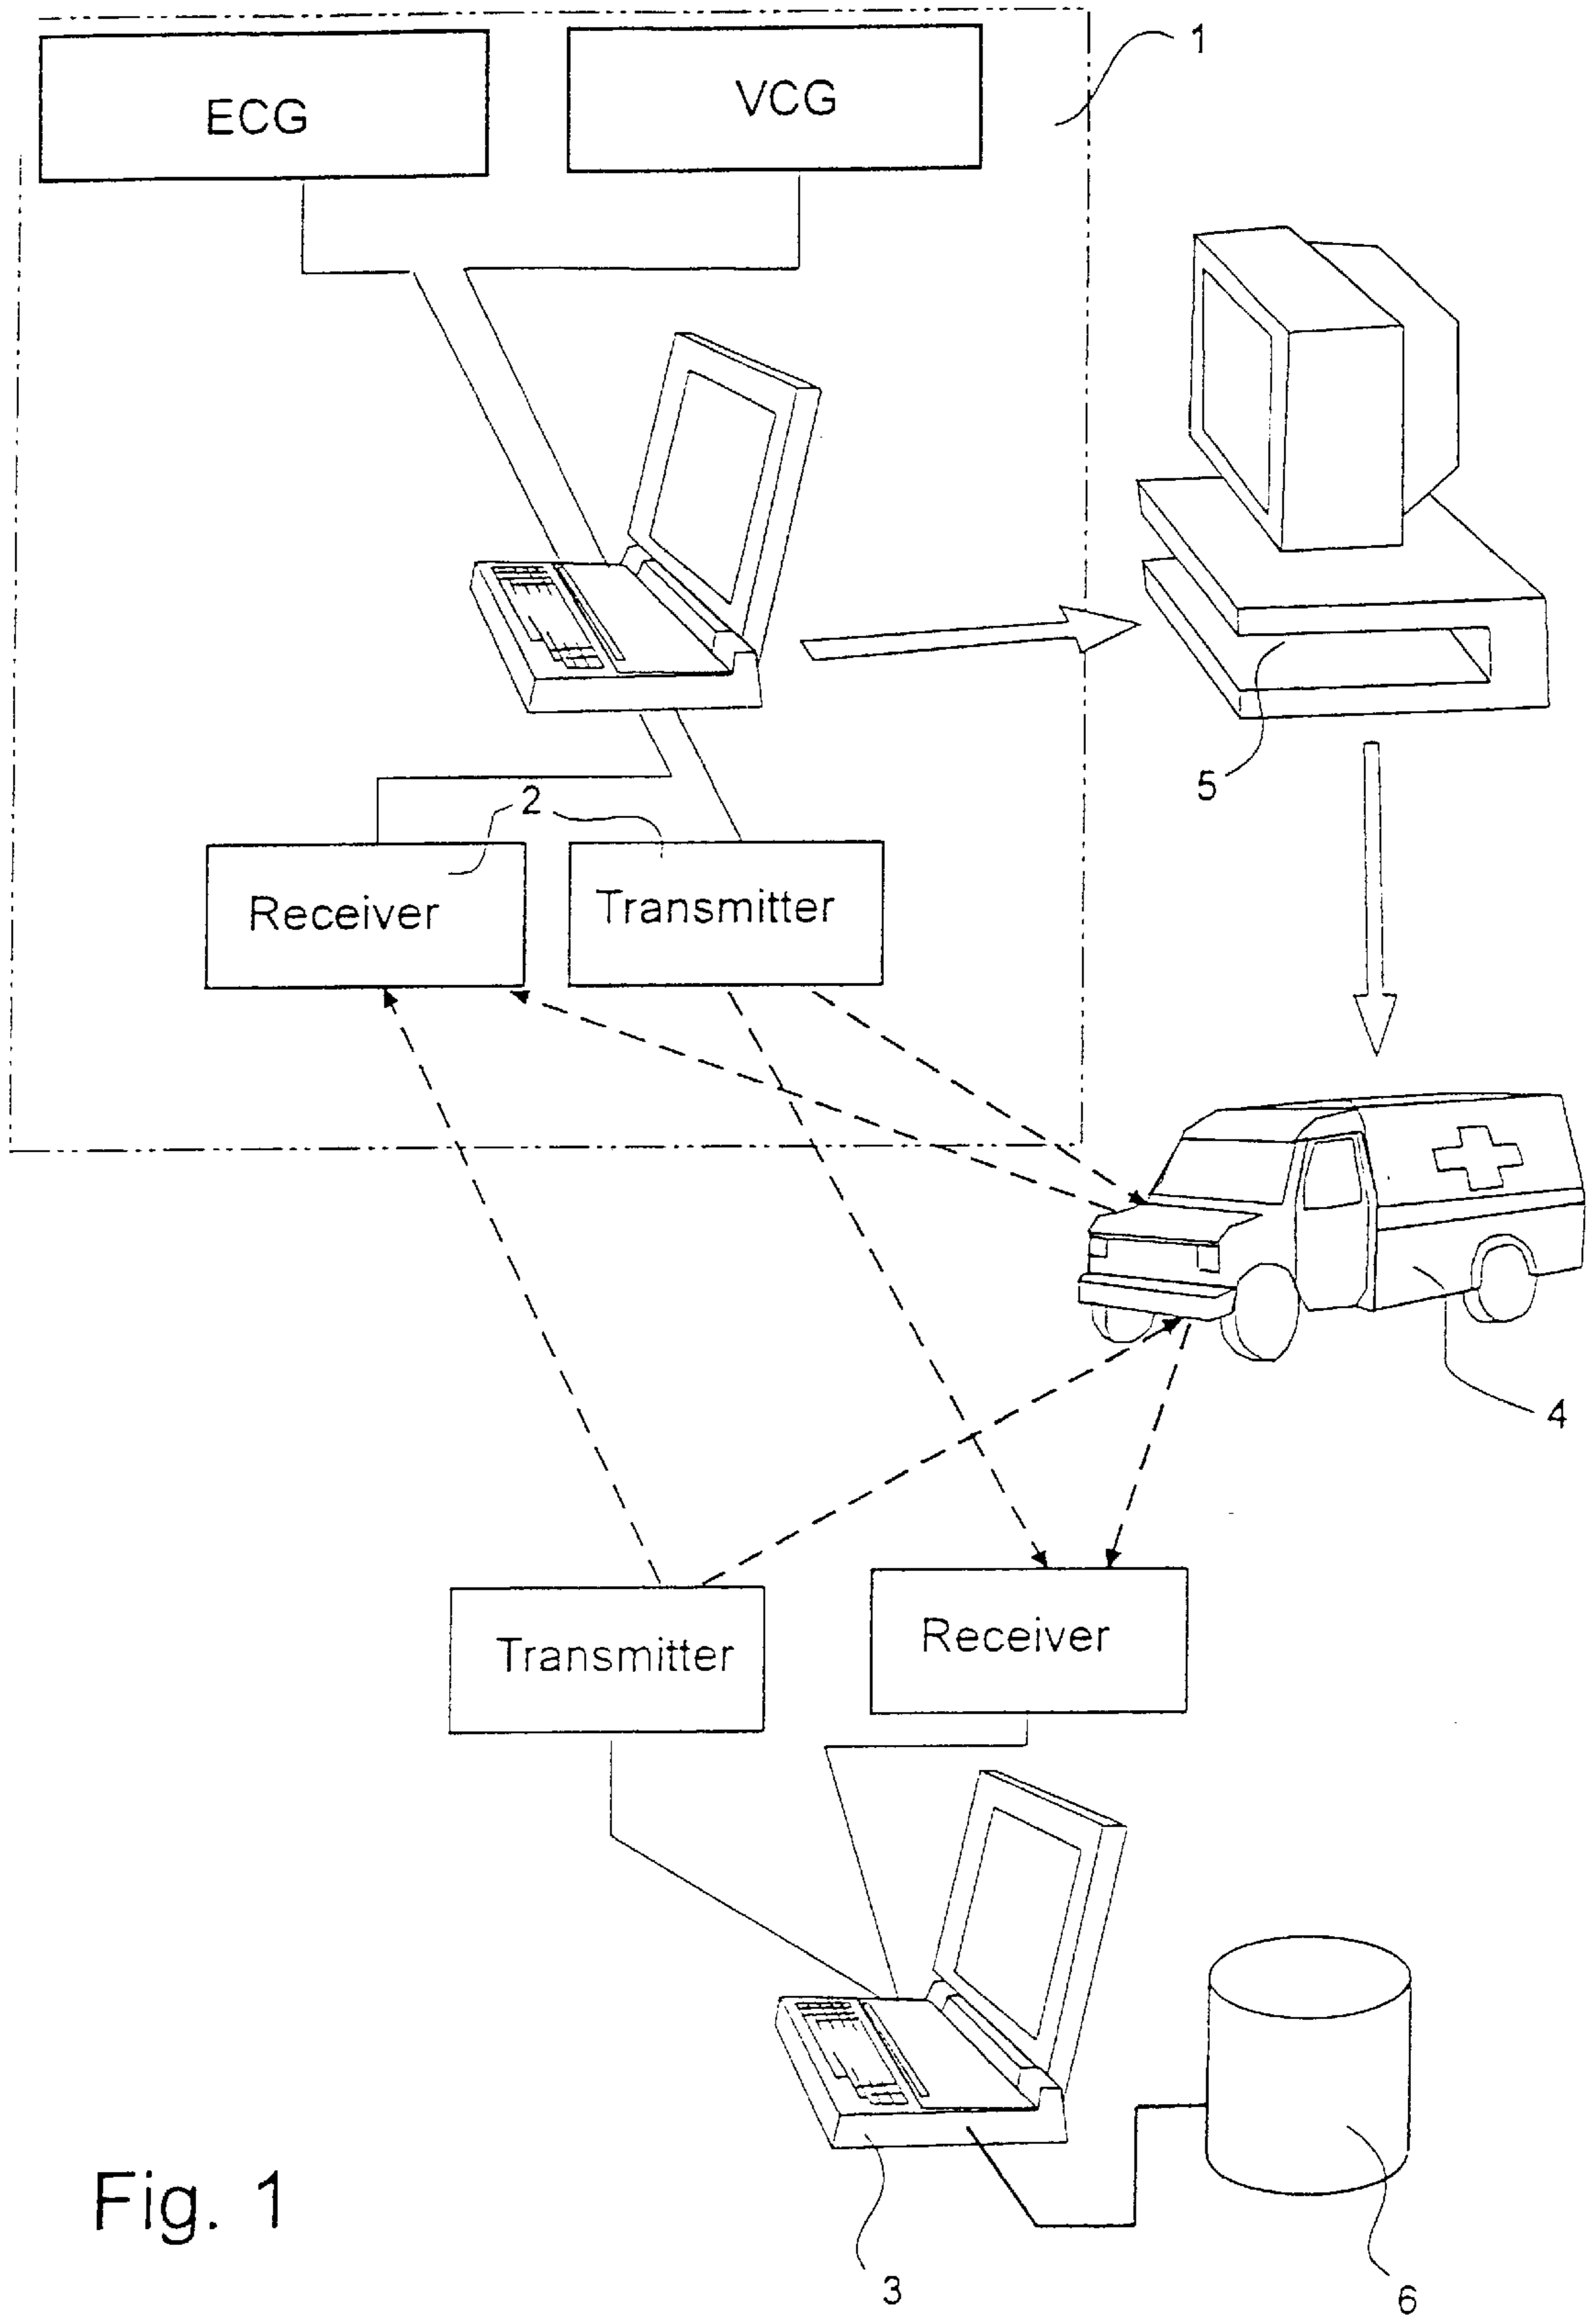 1
ECG
VCG
5
2
Receiver
Transmitter
4
Transmitter
Receiver
3
6
Fig. 1